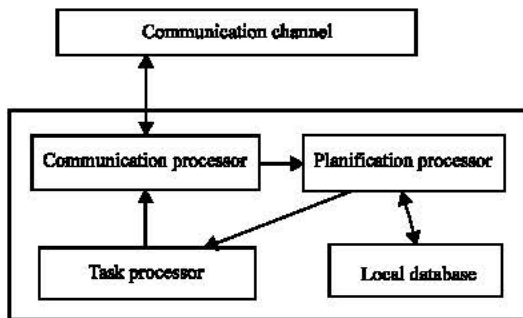 Communication channel
Communication processor
Planification processor
Task processor
Local database